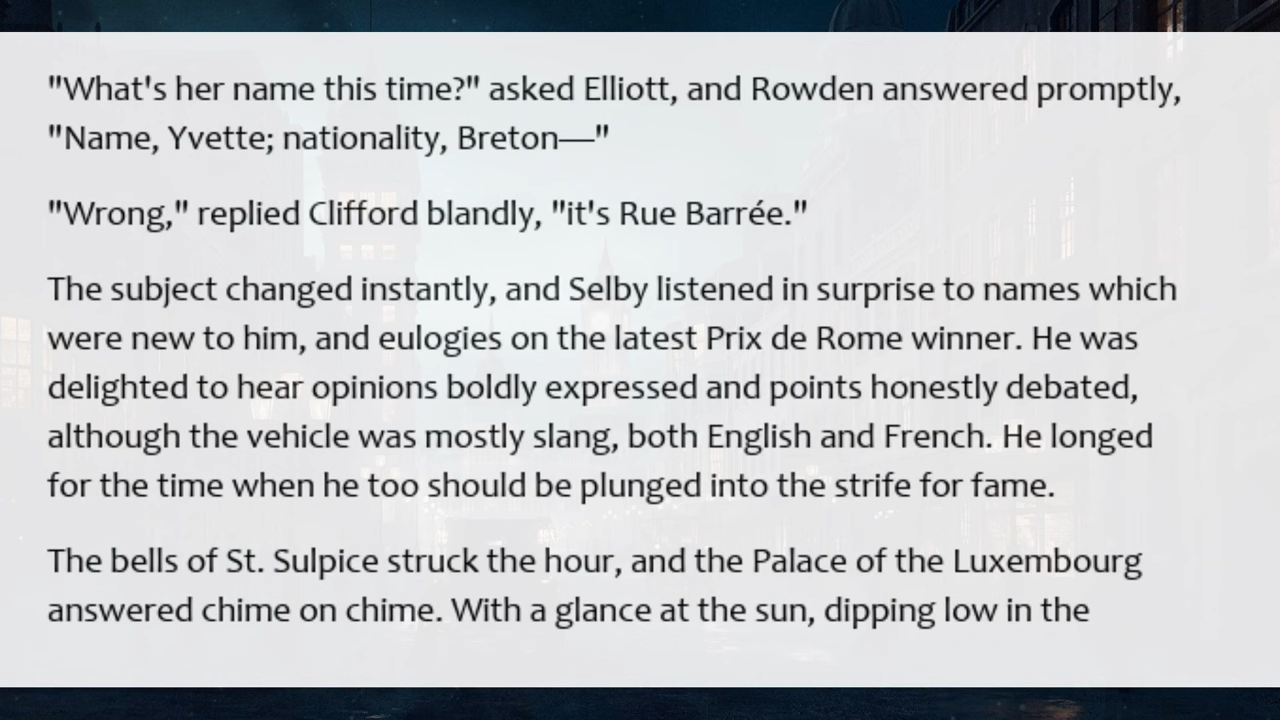 "What's her name this time?" asked Elliott, and Rowden answered promptly,
"Name, Yvette; nationality, Breton—"
"Wrong," replied Clifford blandly, "it's Rue Barrée."
The subject changed instantly, and Selby listened in surprise to names which
were new to him, and eulogies on the latest Prix de Rome winner. He was
delighted to hear opinions boldly expressed and points honestly debated,
although the vehicle was mostly slang, both English and French. He longed
for the time when he too should be plunged into the strife for fame.
The bells of St. Sulpice struck the hour, and the Palace of the Luxembourg
answered chime on chime. With a glance at the sun, dipping low in the